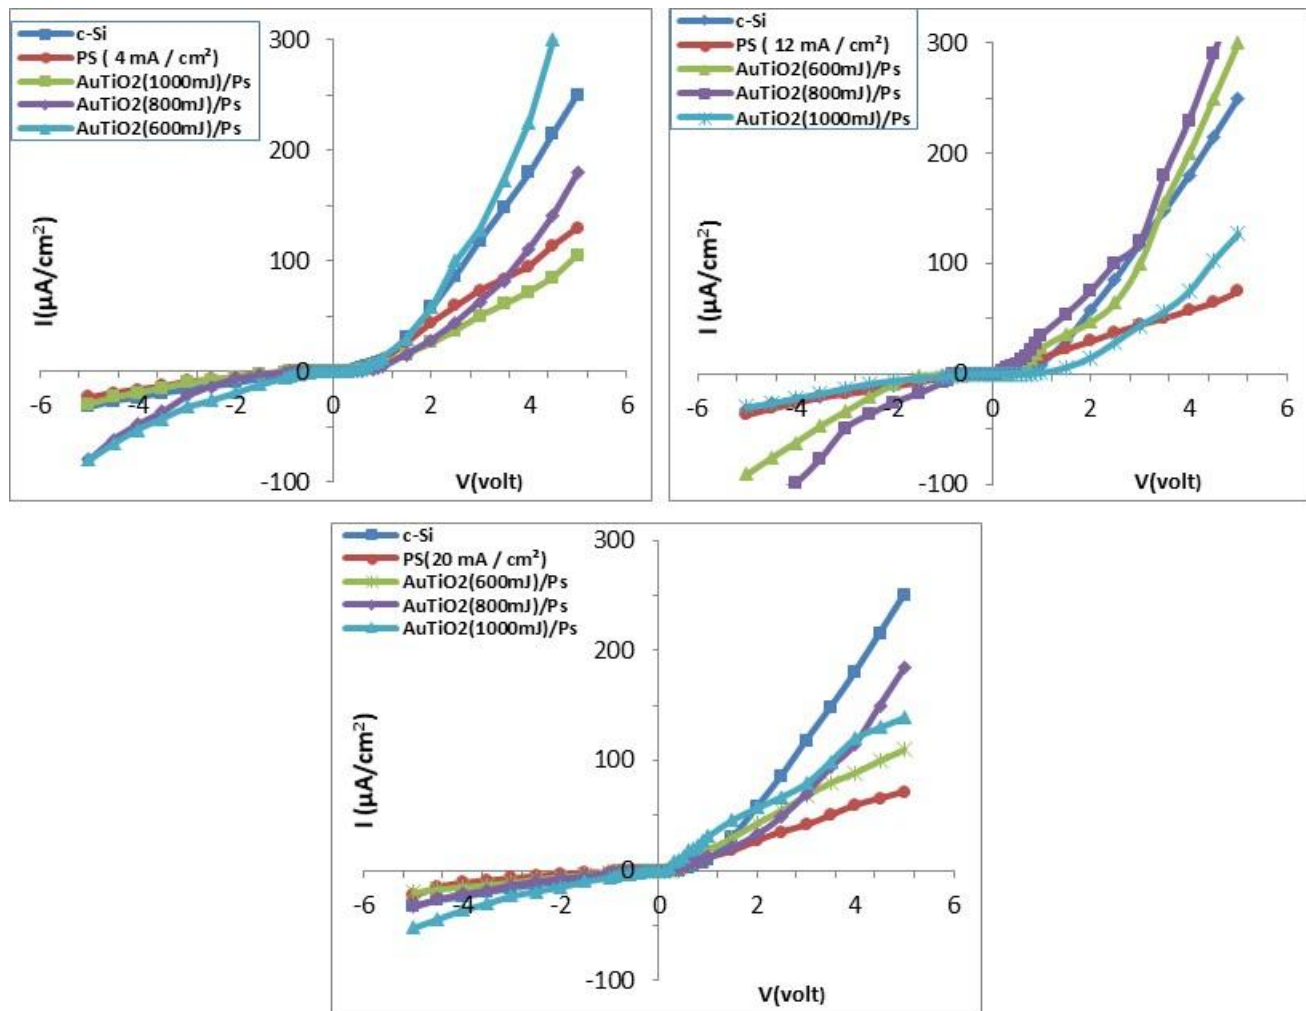 c-Si
PS ( 4 mA / cm²)
AuTiO2(1000mJ)/Ps
AuTiO2(800mJ)/Ps
AuTiO2(600mJ)/Ps
300
200
100
0
-100
-6
-4
-2
0
2
4
6
I(µA/cm²)
V(volt)
c-Si
PS ( 12 mA / cm²)
AuTiO2(600mJ)/Ps
AuTiO2(800mJ)/Ps
AuTiO2(1000mJ)/Ps
300
200
100
0
-100
-6
-4
-2
0
2
4
6
I (µA/cm²)
V(volt)
c-Si
PS(20 mA / cm²)
AuTiO2(600mJ)/Ps
AuTiO2(800mJ)/Ps
AuTiO2(1000mJ)/Ps
300
200
100
0
-100
-6
-4
-2
0
2
4
6
I (µA/cm²)
V(volt)